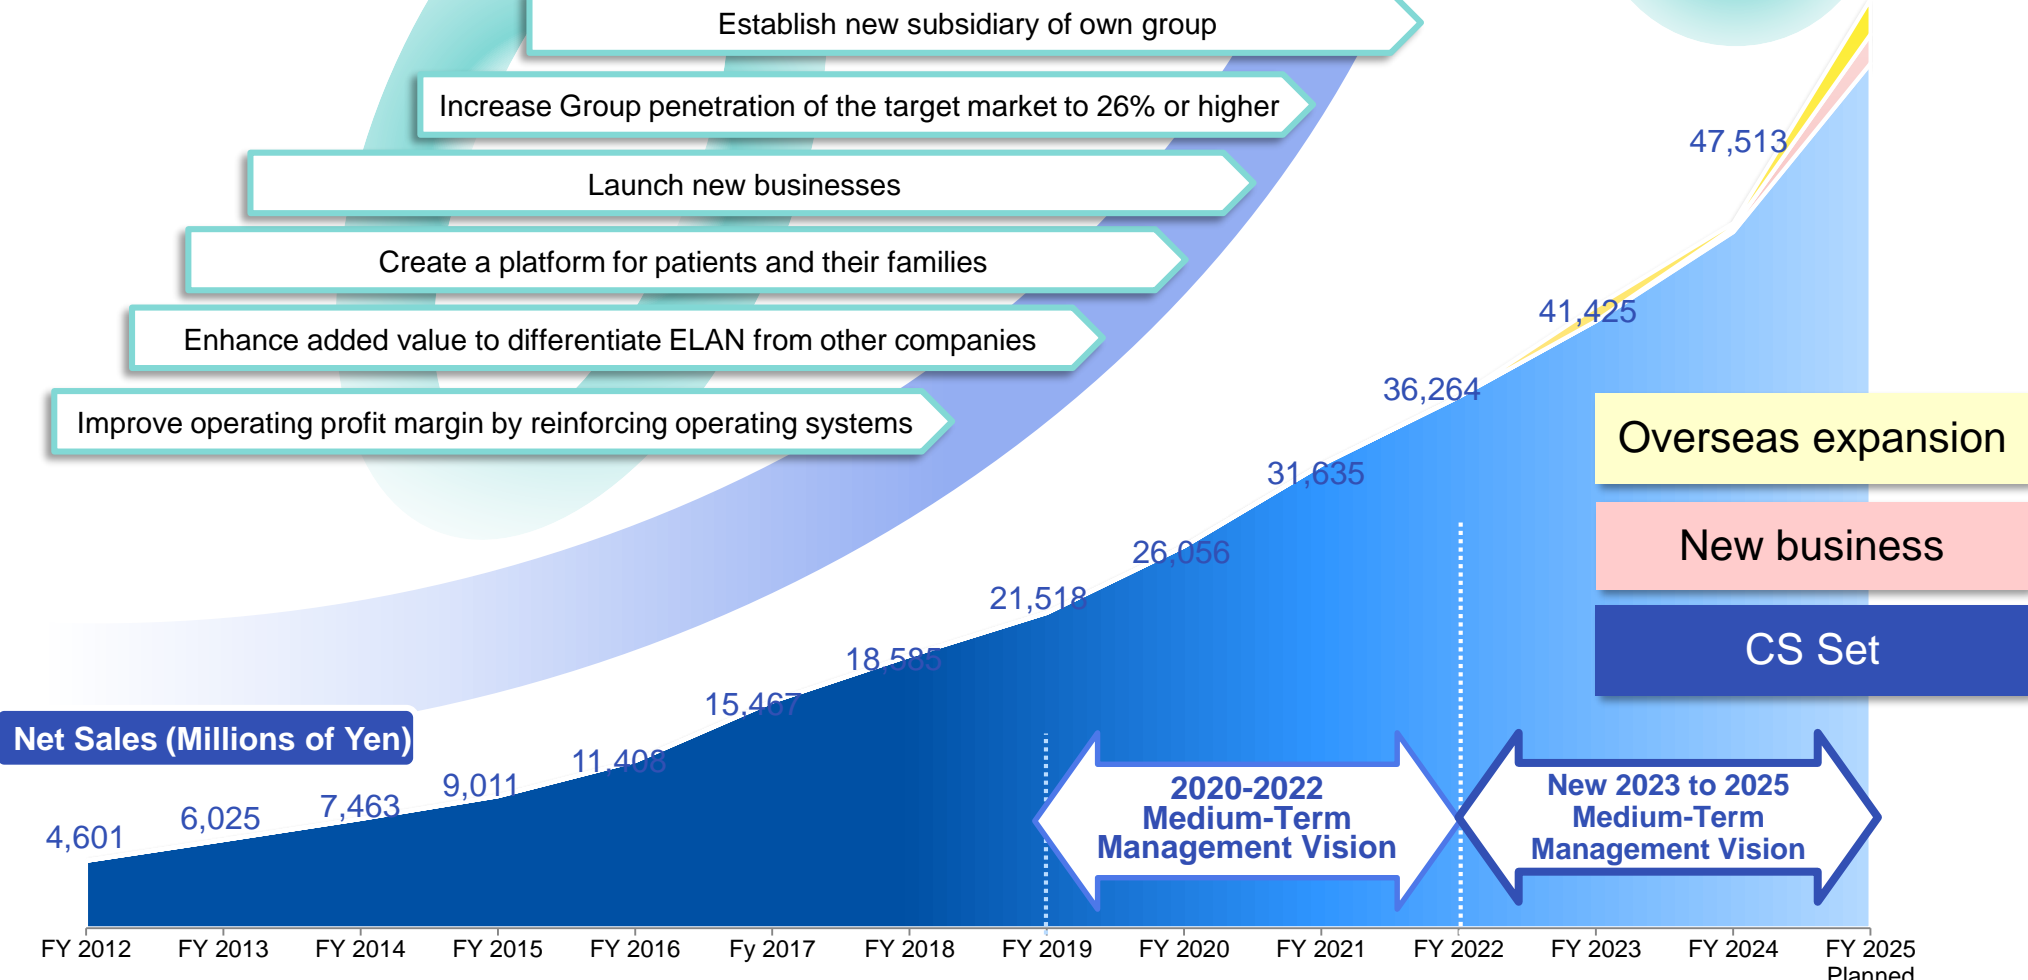 Establish new subsidiary of own group
Increase Group penetration of the target market to 26% or higher
Launch new businesses
Create a platform for patients and their families
Enhance added value to differentiate ELAN from other companies
Improve operating profit margin by reinforcing operating systems
47,513
41,425
36,264
31,635
26,056
21,518
18,585
15,467
11,408
9,011
7,463
6,025
4,601
Overseas expansion
New business
CS Set
Net Sales (Millions of Yen)
2020-2022
Medium-Term
Management Vision
New 2023 to 2025
Medium-Term
Management Vision
FY 2012 FY 2013 FY 2014 FY 2015 FY 2016 Fy 2017 FY 2018 FY 2019 FY 2020 FY 2021 FY 2022 FY 2023 FY 2024 FY 2025
Planned